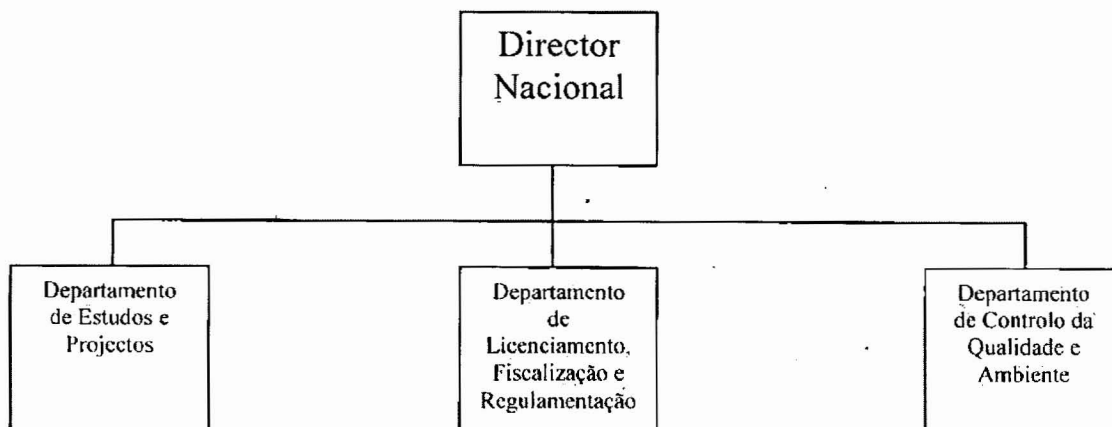 Director
Nacional
Departamento
de Estudos e
Projectos
Departamento
de
Licenciamento,
Fiscalização e
Regulamentação
Departamento
de Controlo da
Qualidade e
Ambiente